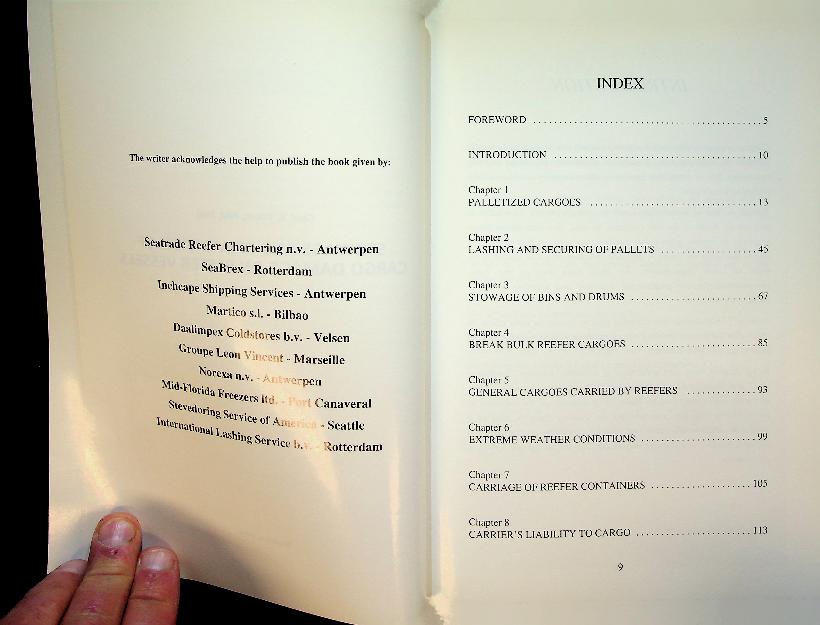 The writer acknowledges the help to publish the book given by:
Seatrade Reefer Chartering n.v. - Antwerpen
SeaBrex - Rotterdam
Inchcape Shipping Services - Antwerpen
Martico s.l. - Bilbao
Daalimpex Coldstores b.v. - Velsen
Groupe Leon Vincent - Marseille
Norexa n.v. - Antwerpen
Mid-Florida Freezers ltd. - Port Canaveral
Stevedoring Service of America - Seattle
International Lashing Service b.v. - Rotterdam
INDEX
FOREWORD ........................................ 5
INTRODUCTION ................................... 10
Chapter 1
PALLETIZED CARGOES ............................. 13
Chapter 2
LASHING AND SECURING OF PALLETS ................ 45
Chapter 3
STOWAGE OF BINS AND DRUMS ...................... 67
Chapter 4
BREAK BULK REEFER CARGOES ...................... 85
Chapter 5
GENERAL CARGOES CARRIED BY REEFERS ............. 93
Chapter 6
EXTREME WEATHER CONDITIONS ..................... 99
Chapter 7
CARRIAGE OF REEFER CONTAINERS .................. 105
Chapter 8
CARRIER'S LIABILITY TO CARGO ................... 113
9